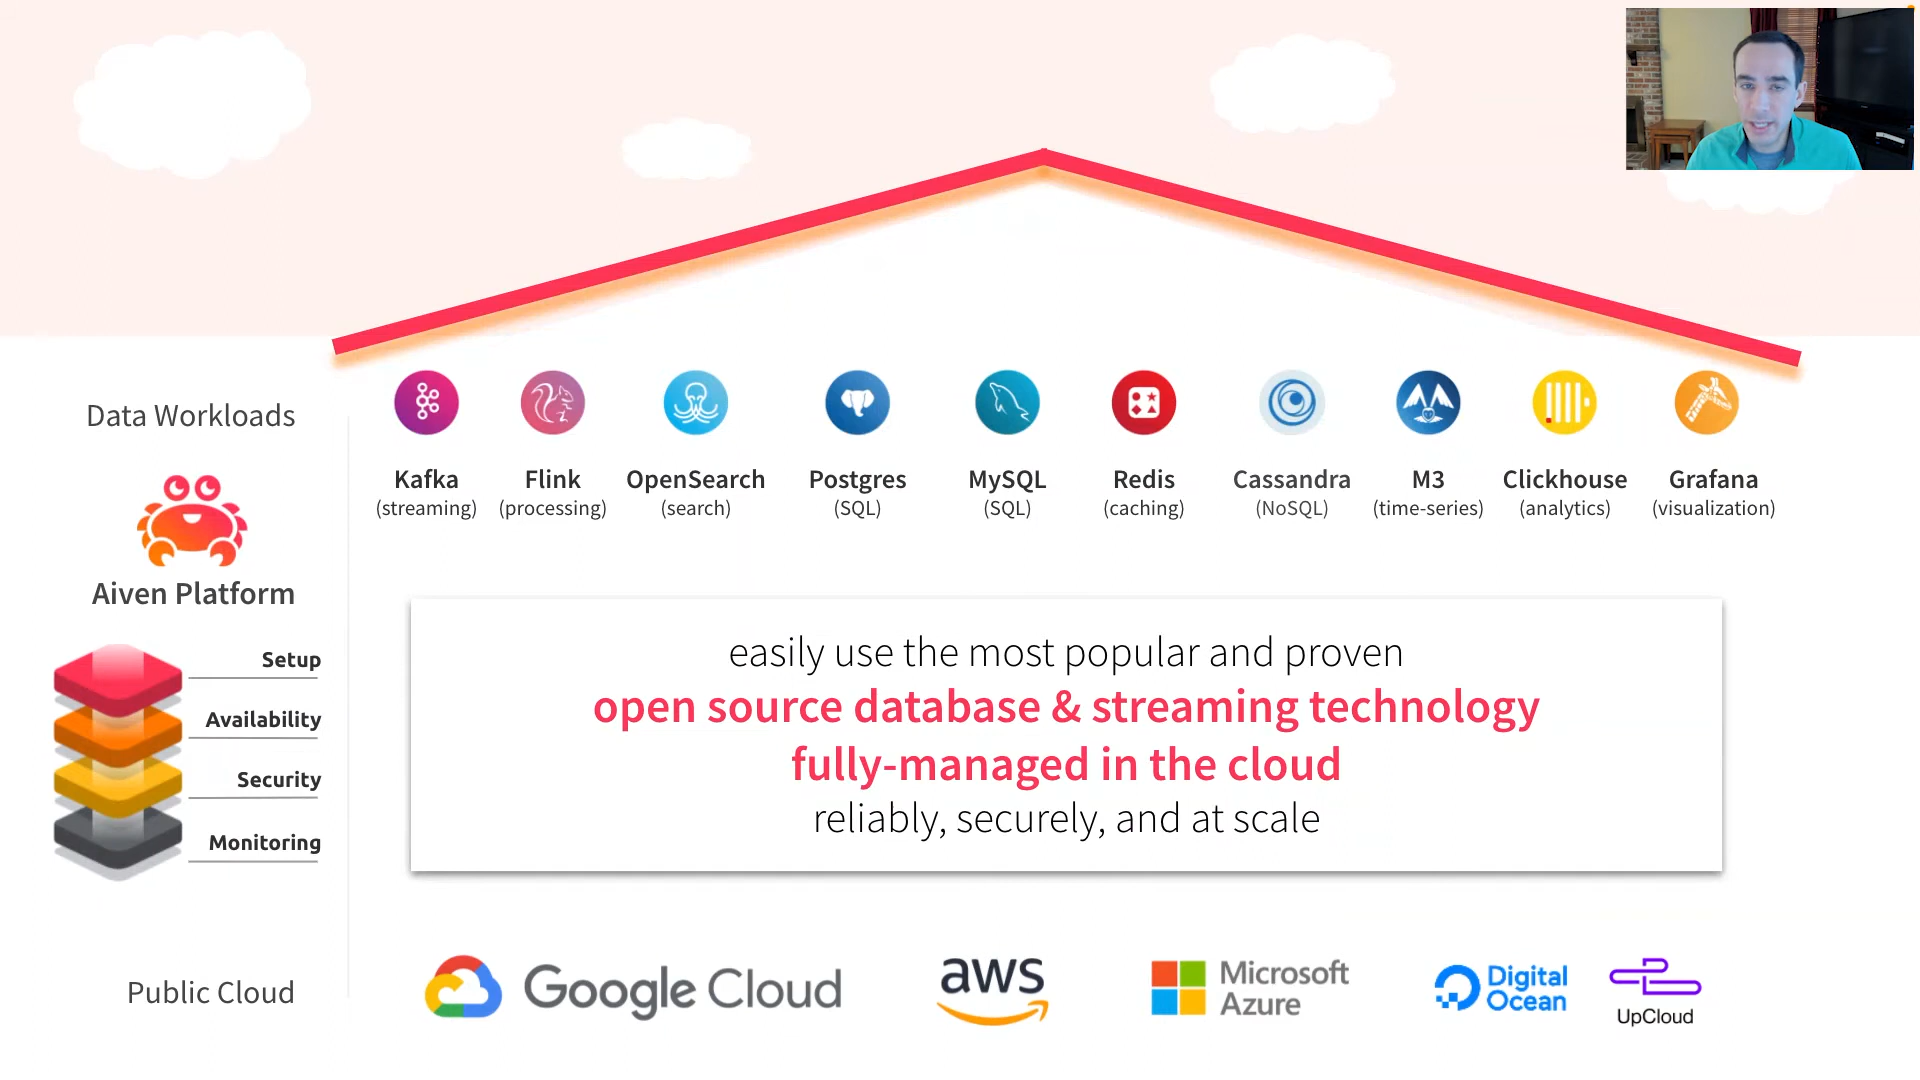 Data Workloads
Kafka
(streaming)
Flink
(processing)
OpenSearch
(search)
Postgres
(SQL)
MySQL
(SQL)
Redis
(caching)
Cassandra
(NoSQL)
M3
(time-series)
Clickhouse
(analytics)
Grafana
(visualization)
Aiven Platform
Setup
Availability
Security
Monitoring
easily use the most popular and proven
open source database & streaming technology
fully-managed in the cloud
reliably, securely, and at scale
Public Cloud
Google Cloud
aws
Microsoft
Azure
Digital
Ocean
UpCloud